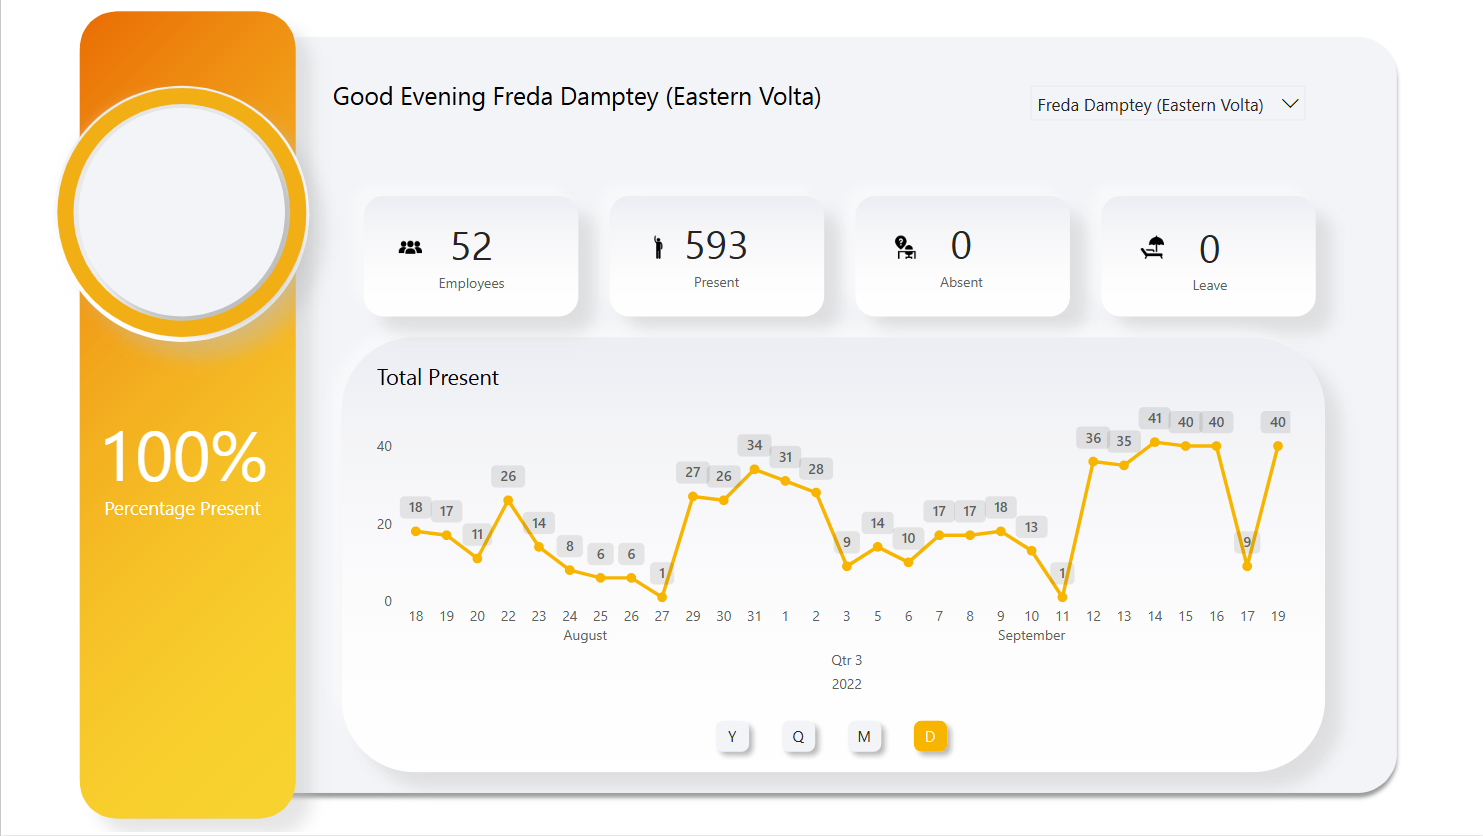 Good Evening Freda Damptey (Eastern Volta)
Freda Damptey (Eastern Volta)
52
Employees
593
Present
0
Absent
0
Leave
100%
Percentage Present
Total Present
40
20
0
18 17 11 26 14 8 6 6 1 27 26 34 31 28 9 14 10 17 17 18 13 1 36 35 41 40 40 9 40
18 19 20 22 23 24 25 26 27 29 30 31 1 2 3 5 6 7 8 9 10 11 12 13 14 15 16 17 19
August September
Qtr 3
2022
Y Q M D